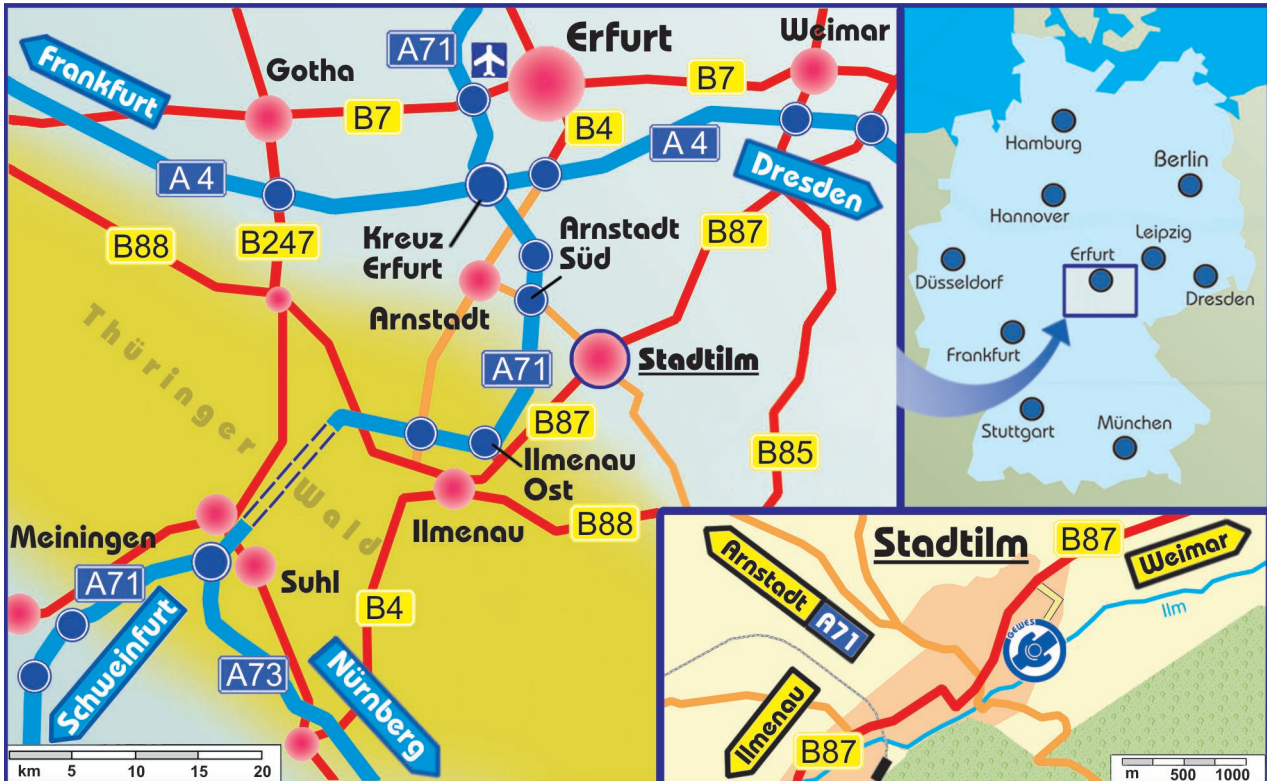 Frankfurt
Gotha
A71
Erfurt
Weimar
B7
B7
B4
A 4
A 4
Dresden
B88
B247
Kreuz
Erfurt
Arnstadt
Süd
B87
Arnstadt
A71
Stadtilm
Thüringer
Wald
B87
B85
Ilmenau
Ost
Ilmenau
B88
Meiningen
A71
Suhl
B4
Schweinfurt
A73
Nürnberg
km 5 10 15 20
Hamburg
Berlin
Hannover
Leipzig
Erfurt
Düsseldorf
Dresden
Frankfurt
Stuttgart
München
Stadtilm
B87
Weimar
Arnstadt
A71
Ilm
GEWES
Ilmenau
B87
m 500 1000